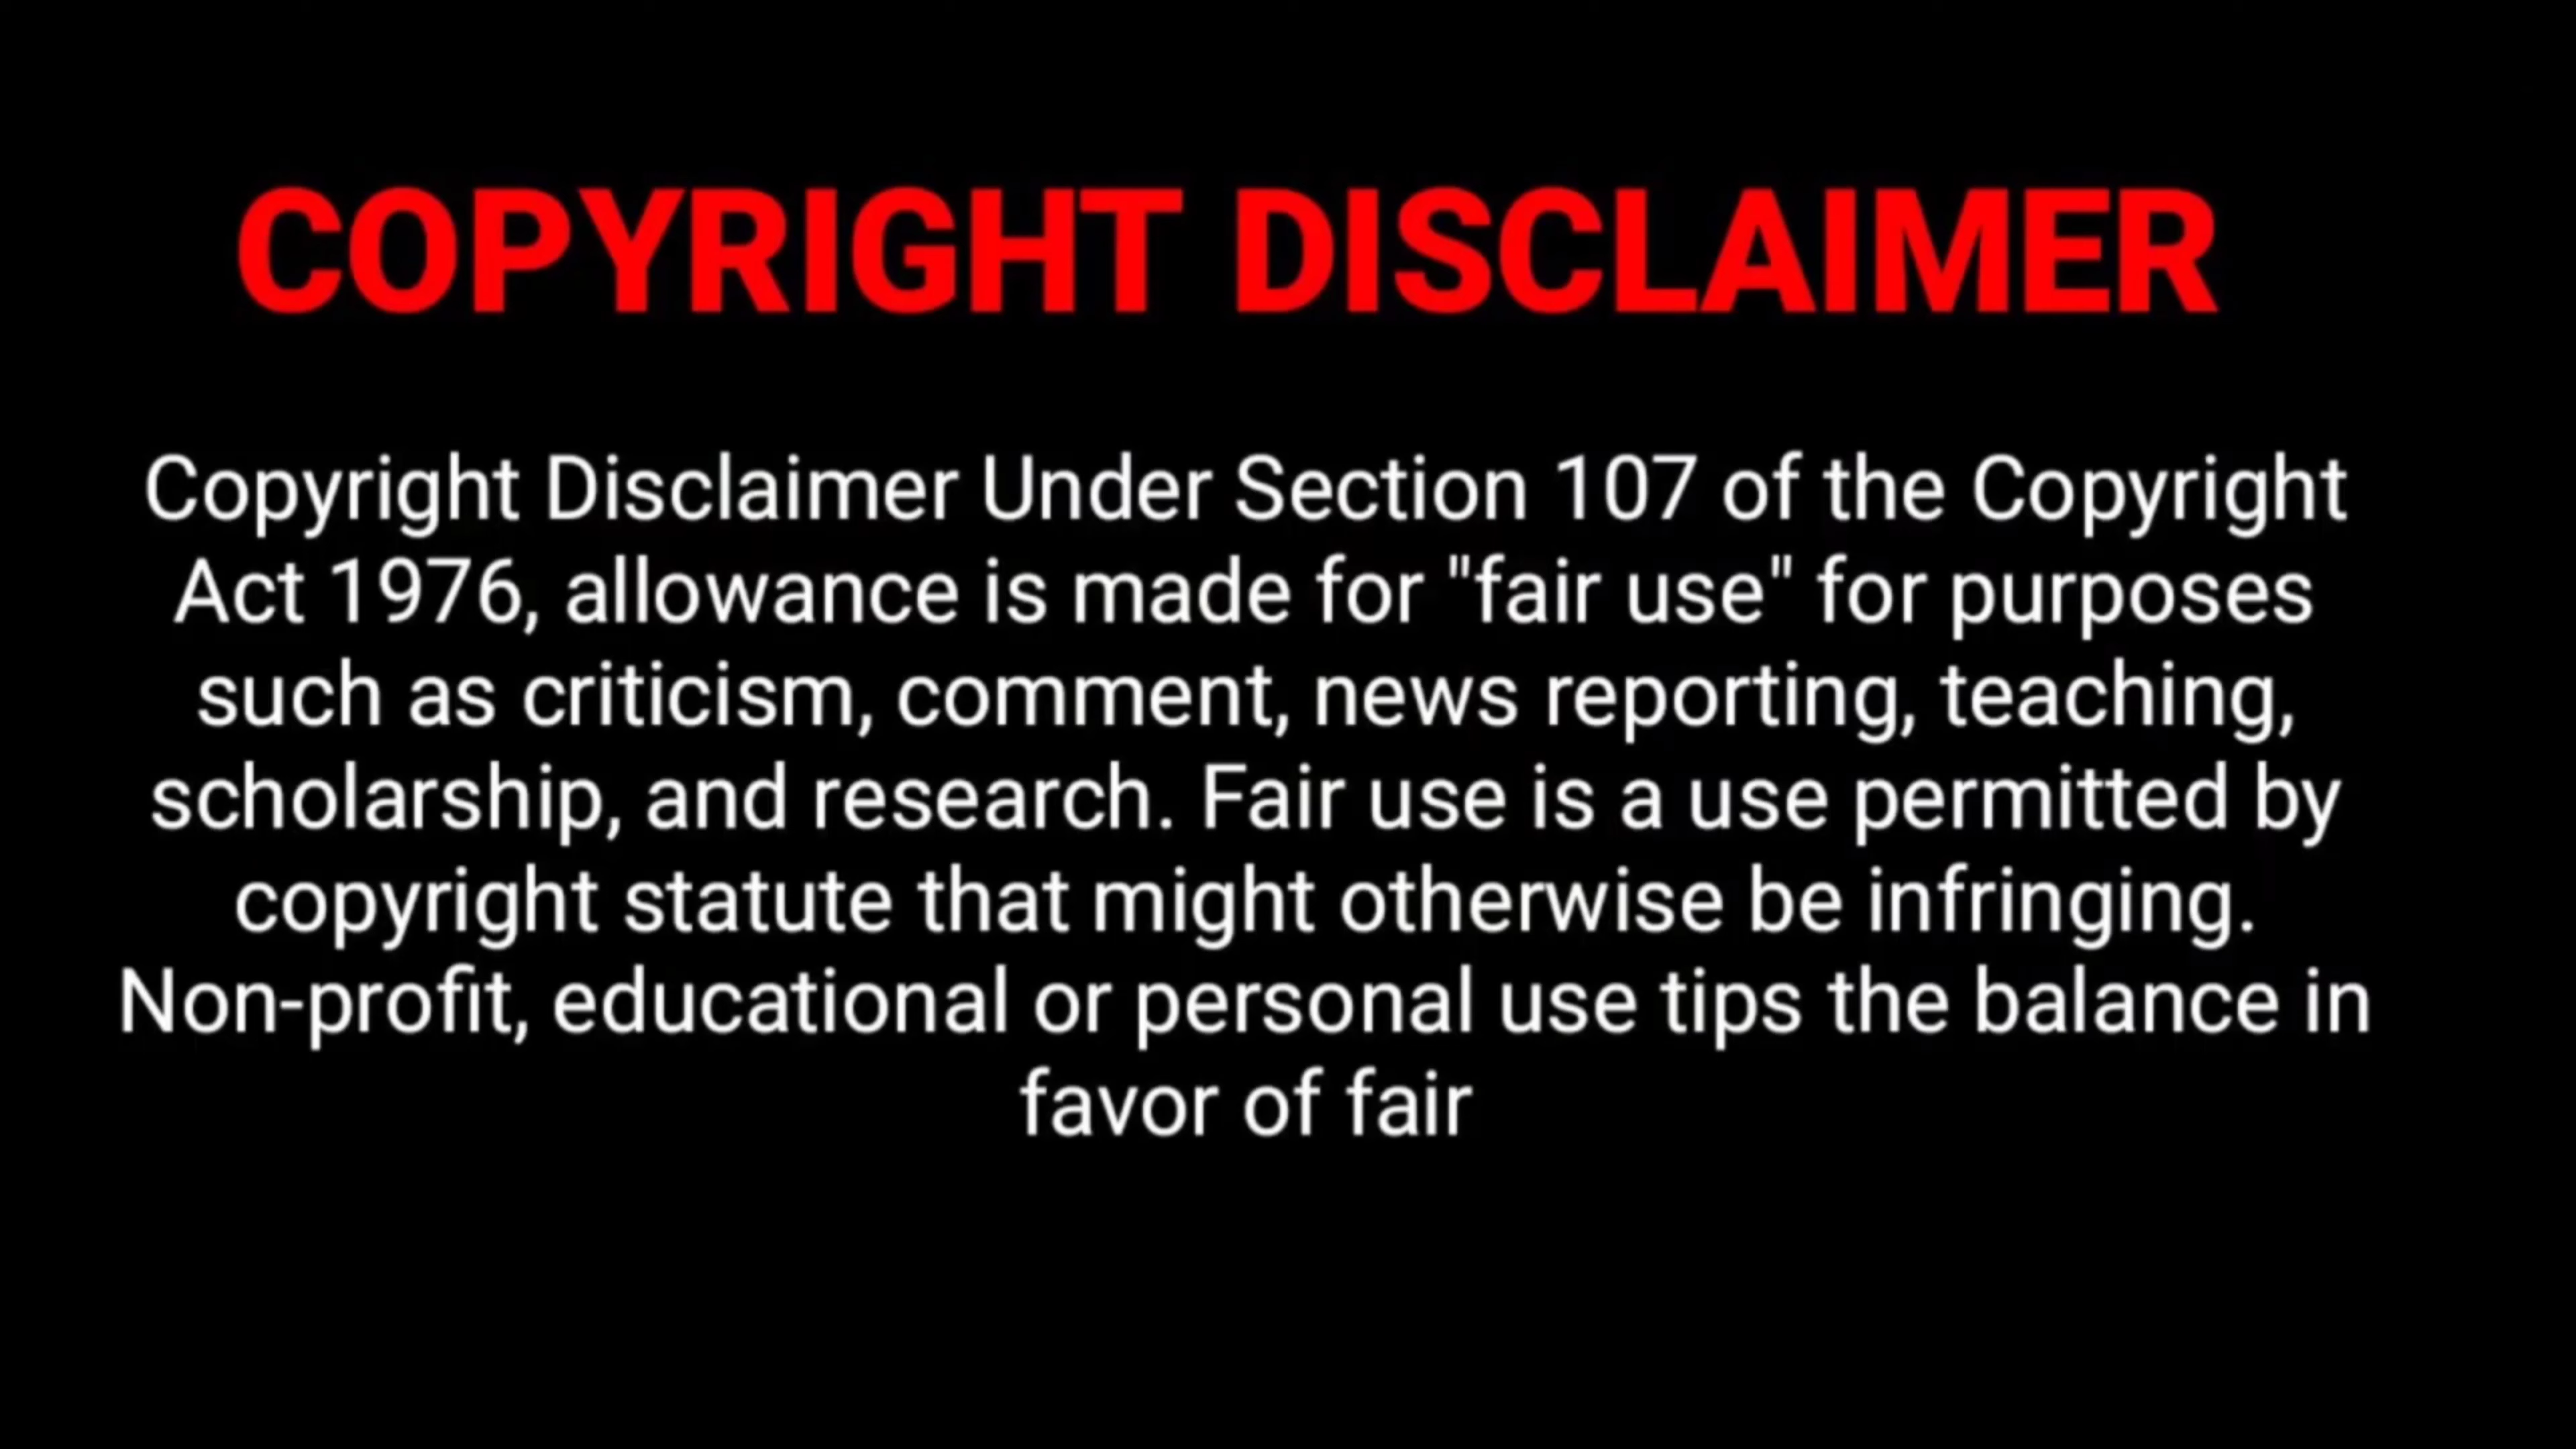 COPYRIGHT DISCLAIMER
Copyright Disclaimer Under Section 107 of the Copyright
Act 1976, allowance is made for "fair use" for purposes
such as criticism, comment, news reporting, teaching,
scholarship, and research. Fair use is a use permitted by
copyright statute that might otherwise be infringing.
Non-profit, educational or personal use tips the balance in
favor of fair